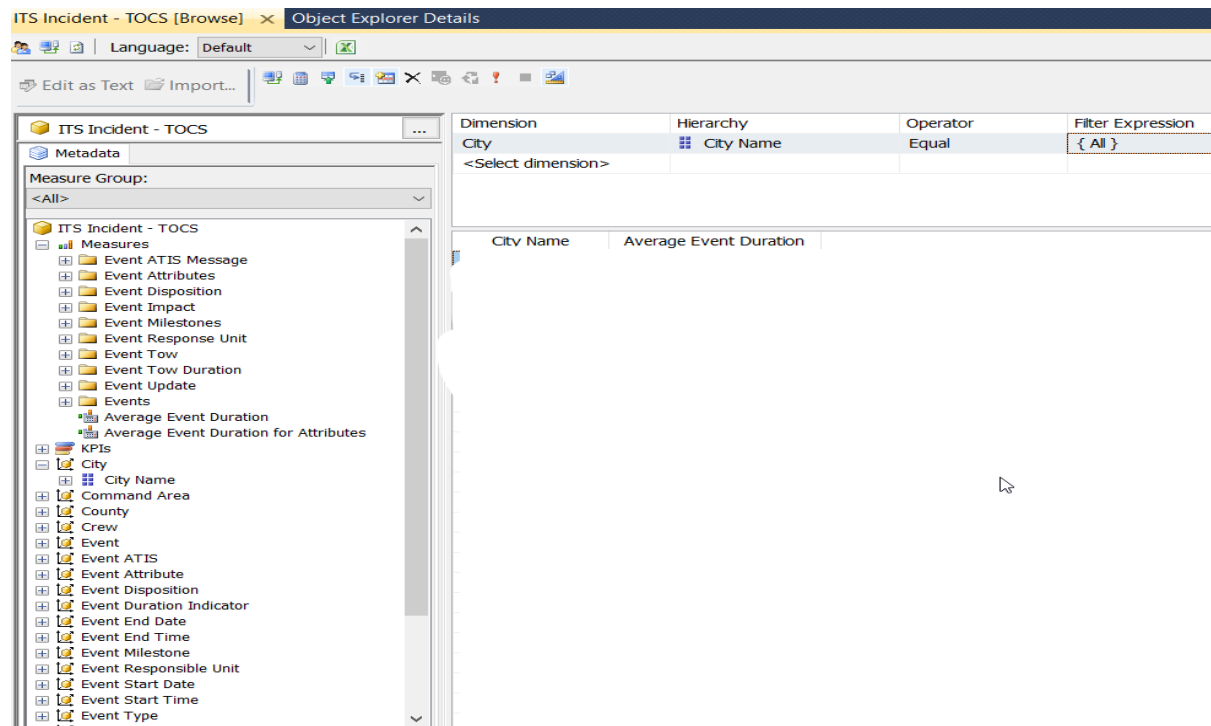 ITS Incident - TOCS [Browse] Object Explorer Details
Language: Default
Edit as Text Import...
ITS Incident - TOCS ...
Metadata
Measure Group:
<All>
ITS Incident - TOCS
Measures
Event ATIS Message
Event Attributes
Event Disposition
Event Impact
Event Milestones
Event Response Unit
Event Tow
Event Tow Duration
Event Update
Events
Average Event Duration
Average Event Duration for Attributes
KPIs
City
City Name
Command Area
County
Crew
Event
Event ATIS
Event Attribute
Event Disposition
Event Duration Indicator
Event End Date
Event End Time
Event Milestone
Event Responsible Unit
Event Start Date
Event Start Time
Event Type
Dimension Hierarchy Operator Filter Expression
City City Name Equal { All }
<Select dimension>
City Name Average Event Duration